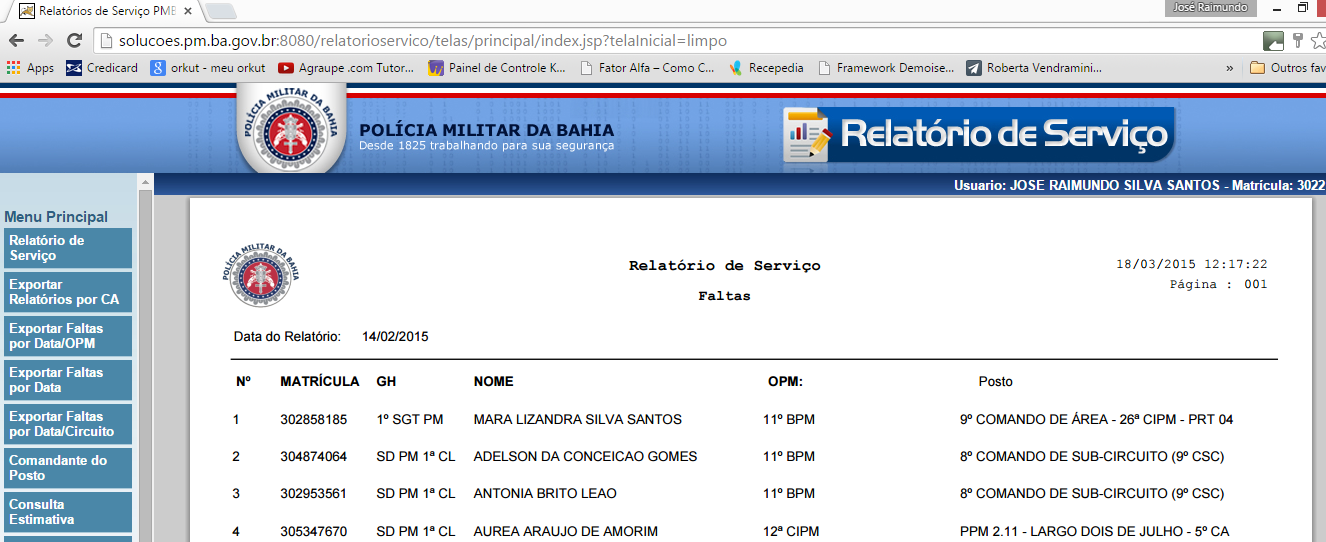 Relatórios de Serviço PMB
José Raimundo
solucoes.pm.ba.gov.br:8080/relatorioservico/telas/principal/index.jsp?telaInicial=limpo
Apps Credicard orkut - meu orkut Agraupe .com Tutor... Painel de Controle K... Fator Alfa – Como C... Recepedia Framework Demoise... Roberta Vendramini... » Outros fav
POLÍCIA MILITAR DA BAHIA
POLÍCIA MILITAR DA BAHIA
Desde 1825 trabalhando para sua segurança
Relatório de Serviço
Usuario: JOSE RAIMUNDO SILVA SANTOS - Matrícula: 3022
Menu Principal
Relatório de
Serviço
Exportar
Relatórios por CA
Exportar Faltas
por Data/OPM
Exportar Faltas
por Data
Exportar Faltas
por Data/Circuito
Comandante do
Posto
Consulta
Estimativa
POLÍCIA MILITAR DA BAHIA
Relatório de Serviço
Faltas
18/03/2015 12:17:22
Página : 001
Data do Relatório: 14/02/2015
Nº MATRÍCULA GH NOME OPM: Posto
1 302858185 1º SGT PM MARA LIZANDRA SILVA SANTOS 11º BPM 9º COMANDO DE ÁREA - 26ª CIPM - PRT 04
2 304874064 SD PM 1ª CL ADELSON DA CONCEICAO GOMES 11º BPM 8º COMANDO DE SUB-CIRCUITO (9º CSC)
3 302953561 SD PM 1ª CL ANTONIA BRITO LEAO 11º BPM 8º COMANDO DE SUB-CIRCUITO (9º CSC)
4 305347670 SD PM 1ª CL AUREA ARAUJO DE AMORIM 12ª CIPM PPM 2.11 - LARGO DOIS DE JULHO - 5º CA